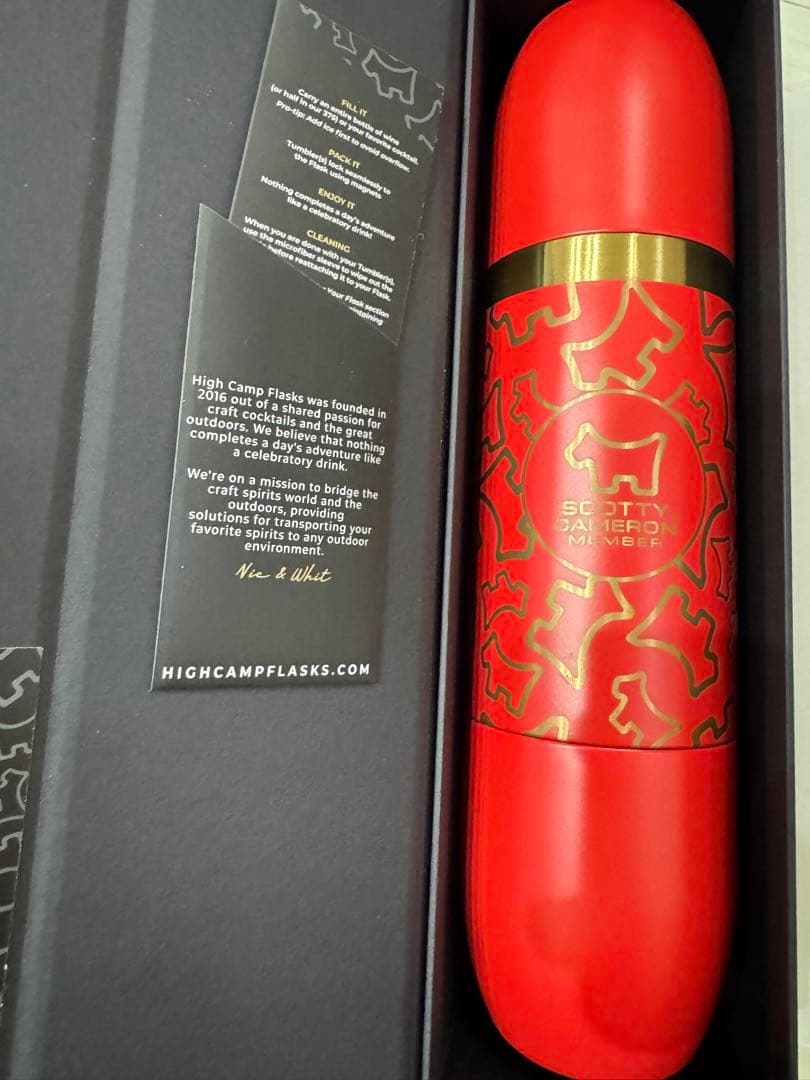 FILL IT
Carry an entire bottle of wine
(or half in our 375) or your favorite cocktail.
Pro-tip: Add ice first to avoid overflow.
PACK IT
Tumbler(s) lock seamlessly to
the Flask using magnets
ENJOY IT
Nothing completes a day's adventure
like a celebratory drink!
CLEANING
When you are done with your Tumbler(s),
use the microfiber sleeve to wipe out the
before reattaching it to your Flask.
Your Flask section
High Camp Flasks was founded in
2016 out of a shared passion for
craft cocktails and the great
outdoors. We believe that nothing
completes a day's adventure like
a celebratory drink.
We're on a mission to bridge the
craft spirits world and the
outdoors, providing
solutions for transporting your
favorite spirits to any outdoor
environment.
Nic & Whit
HIGHCAMPFLASKS.COM
SCOTTY
CAMERON
MEMBER